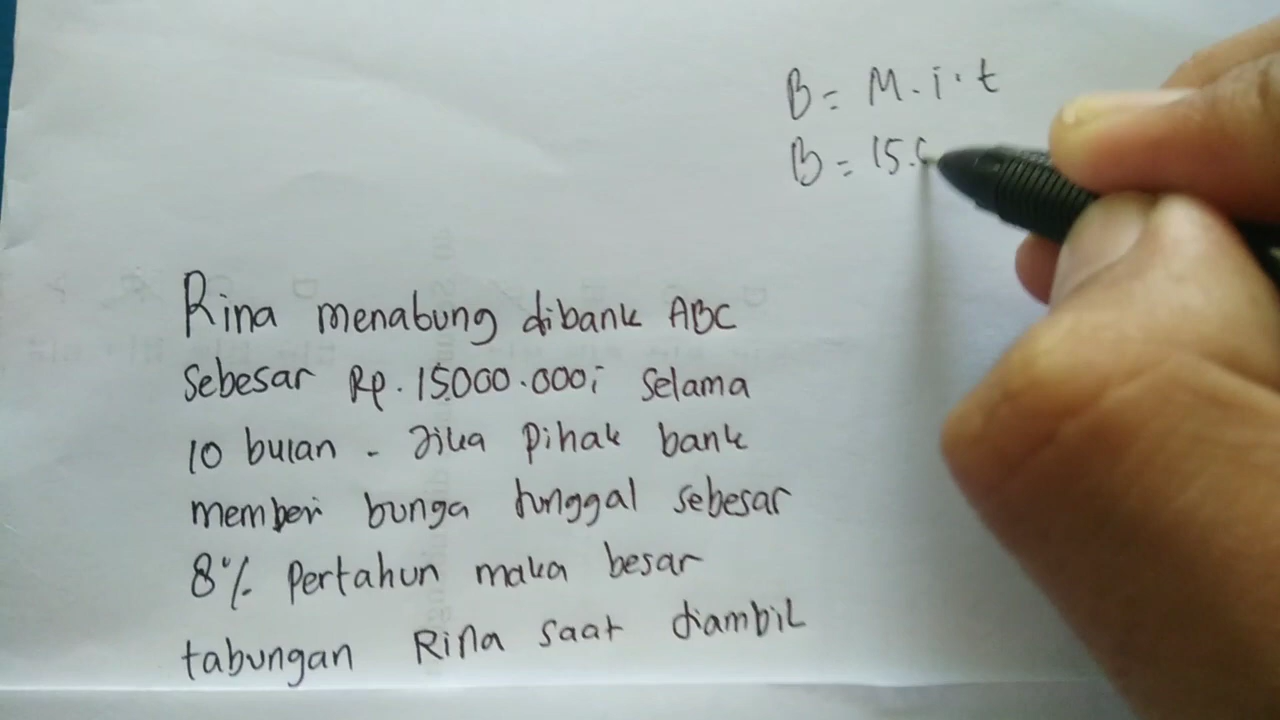 B = M . i . t
B = 15.
Rina menabung dibank ABC
Sebesar Rp. 15.000.000; selama
10 bulan - Jika pihak bank
memberi bunga tunggal sebesar
8% Pertahun maka besar
tabungan Rina saat diambil